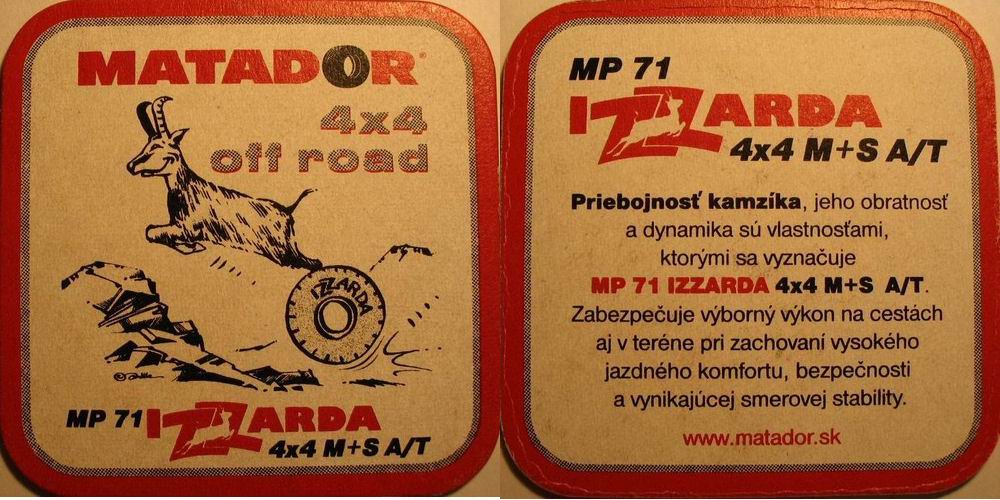 MATADOR
4x4
off road
IZZARDA
MP 71 IZZARDA
4x4 M+S A/T
MP 71
IZZARDA
4x4 M+S A/T
Priebojnosť kamzíka, jeho obratnosť
a dynamika sú vlastnosťami,
ktorými sa vyznačuje
MP 71 IZZARDA 4x4 M+S A/T.
Zabezpečuje výborný výkon na cestách
aj v teréne pri zachovaní vysokého
jazdného komfortu, bezpečnosti
a vynikajúcej smerovej stability.
www.matador.sk